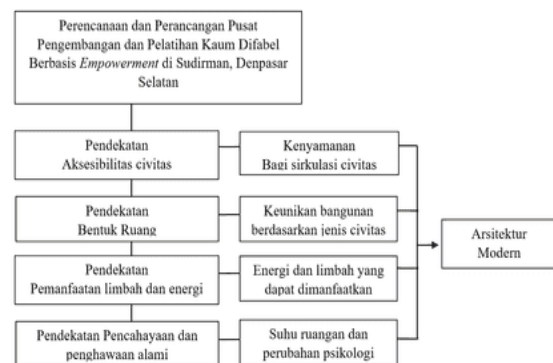 Perencanaan dan Perancangan Pusat
Pengembangan dan Pelatihan Kaum Difabel
Berbasis Empowerment di Sudirman, Denpasar
Selatan
Pendekatan
Aksesibilitas civitas
Kenyamanan
Bagi sirkulasi civitas
Pendekatan
Bentuk Ruang
Keunikan bangunan
berdasarkan jenis civitas
Arsitektur
Modern
Pendekatan
Pemanfaatan limbah dan energi
Energi dan limbah yang
dapat dimanfaatkan
Pendekatan Pencahayaan dan
penghawaan alami
Suhu ruangan dan
perubahan psikologi